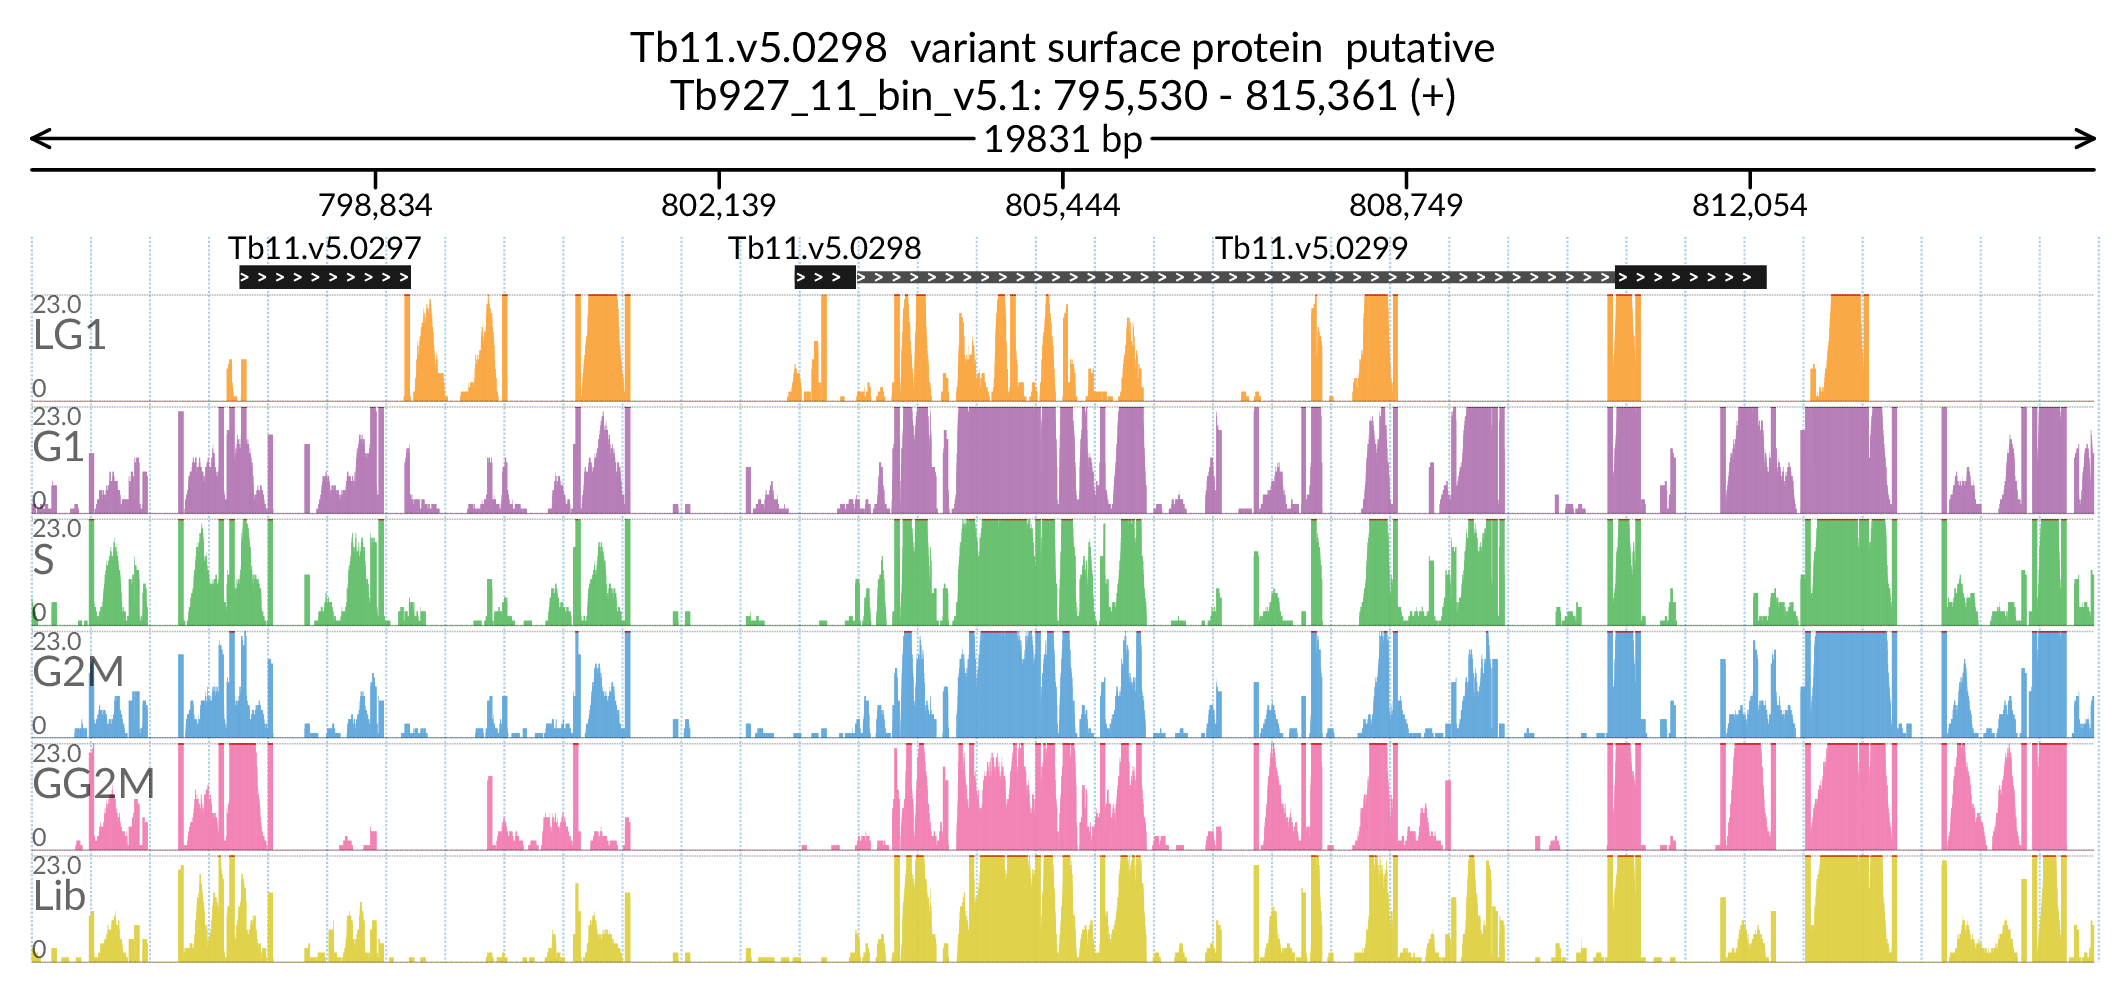 Tb11.v5.0298 variant surface protein putative
Tb927_11_bin_v5.1: 795,530 - 815,361 (+)
19831 bp
798,834 802,139 805,444 808,749 812,054
Tb11.v5.0297 Tb11.v5.0298 Tb11.v5.0299
23.0
LG1
0
23.0
G1
0
23.0
S
0
23.0
G2M
0
23.0
GG2M
0
23.0
Lib
0